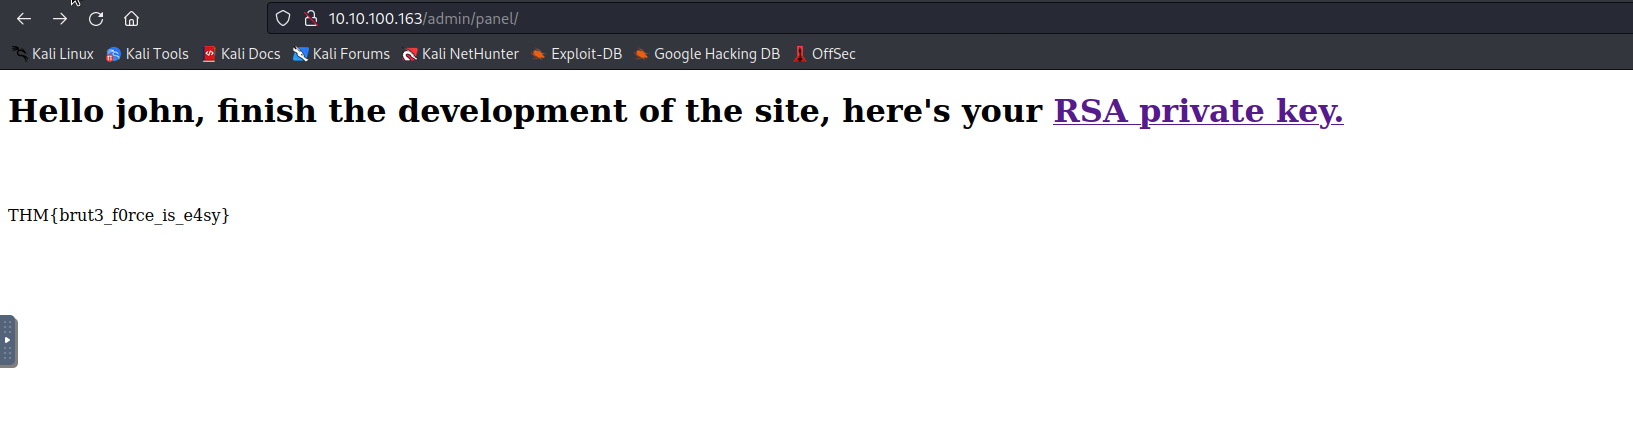 10.10.100.163/admin/panel/
Kali Linux Kali Tools Kali Docs Kali Forums Kali NetHunter Exploit-DB Google Hacking DB OffSec
Hello john, finish the development of the site, here's your RSA private key.
THM{brut3_f0rce_is_e4sy}